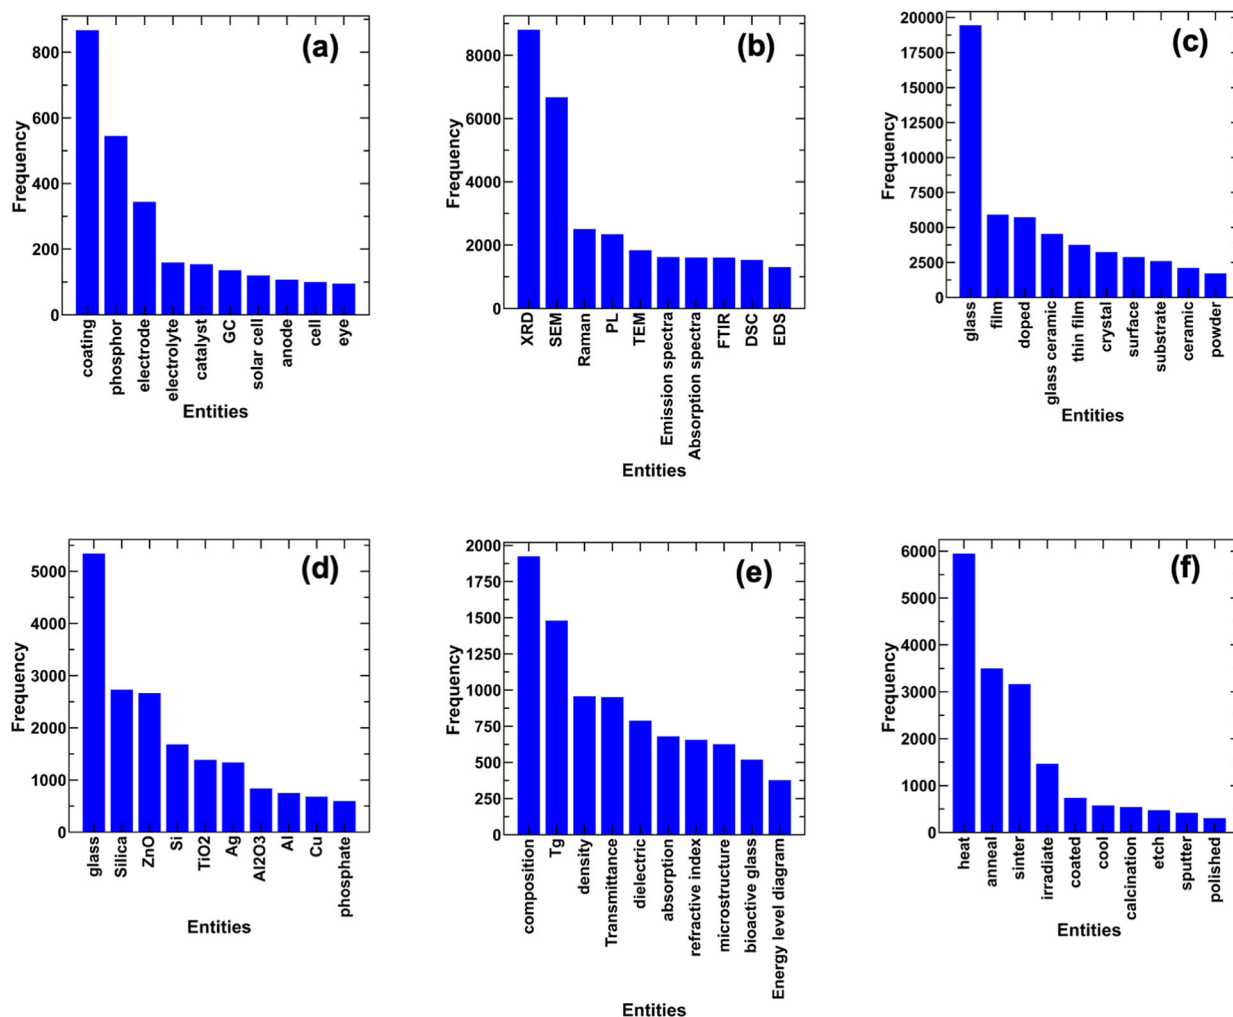 (a)
Frequency
800
600
400
200
0
coating
phosphor
electrode
electrolyte
catalyst
GC
solar cell
anode
cell
eye
Entities
(b)
Frequency
8000
6000
4000
2000
0
XRD
SEM
Raman
PL
TEM
Emission spectra
Absorption spectra
FTIR
DSC
EDS
Entities
(c)
Frequency
20000
17500
15000
12500
10000
7500
5000
2500
0
glass
film
doped
glass ceramic
thin film
crystal
surface
substrate
ceramic
powder
Entities
(d)
Frequency
5000
4000
3000
2000
1000
0
glass
Silica
ZnO
Si
TiO2
Ag
Al2O3
Al
Cu
phosphate
Entities
(e)
Frequency
2000
1750
1500
1250
1000
750
500
250
0
composition
Tg
density
Transmittance
dielectric
absorption
refractive index
microstructure
bioactive glass
Energy level diagram
Entities
(f)
Frequency
6000
5000
4000
3000
2000
1000
0
heat
anneal
sinter
irradiate
coated
cool
calcination
etch
sputter
polished
Entities